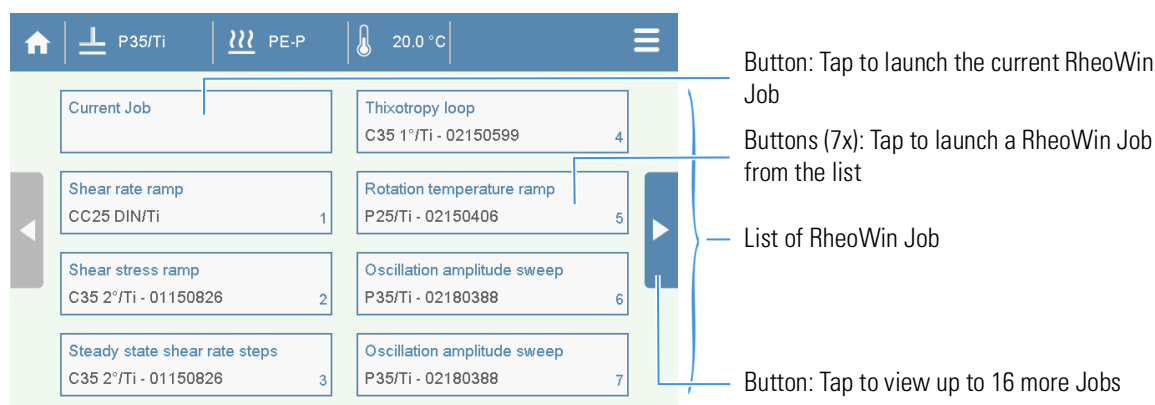 P35/Ti
PE-P
20.0 °C
Current Job
Shear rate ramp
CC25 DIN/Ti
1
Shear stress ramp
C35 2°/Ti - 01150826
2
Steady state shear rate steps
C35 2°/Ti - 01150826
3
Thixotropy loop
C35 1°/Ti - 02150599
4
Rotation temperature ramp
P25/Ti - 02150406
5
Oscillation amplitude sweep
P35/Ti - 02180388
6
Oscillation amplitude sweep
P35/Ti - 02180388
7
Button: Tap to launch the current RheoWin
Job
Buttons (7x): Tap to launch a RheoWin Job
from the list
List of RheoWin Job
Button: Tap to view up to 16 more Jobs